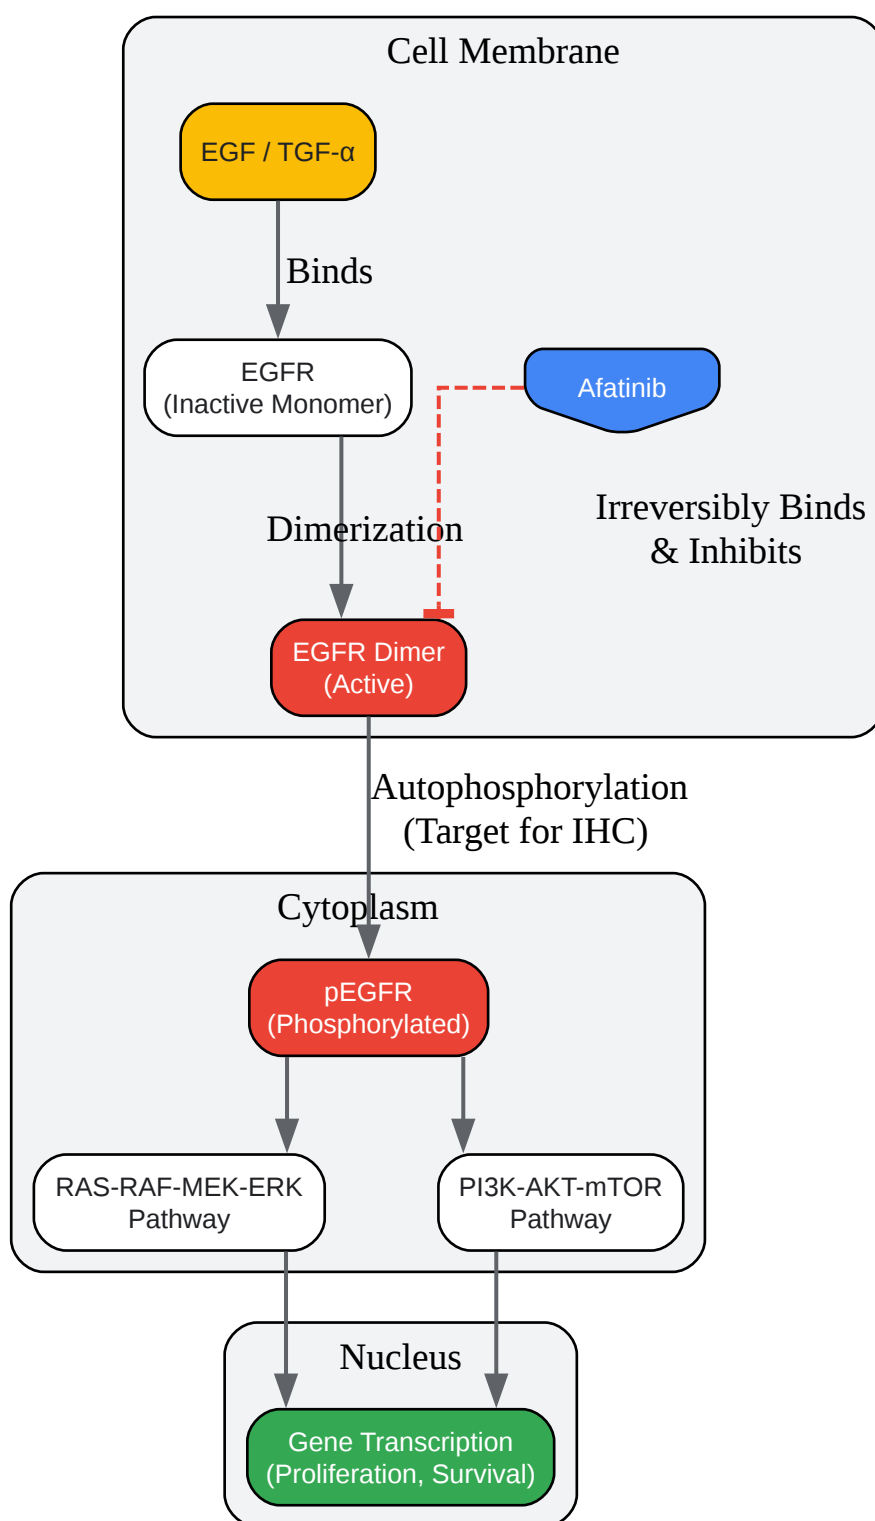 Cell Membrane
EGF / TGF-α
Binds
EGFR
(Inactive Monomer)
Afatinib
Dimerization
Irreversibly Binds
& Inhibits
EGFR Dimer
(Active)
Autophosphorylation
(Target for IHC)
Cytoplasm
pEGFR
(Phosphorylated)
RAS-RAF-MEK-ERK
Pathway
PI3K-AKT-mTOR
Pathway
Nucleus
Gene Transcription
(Proliferation, Survival)